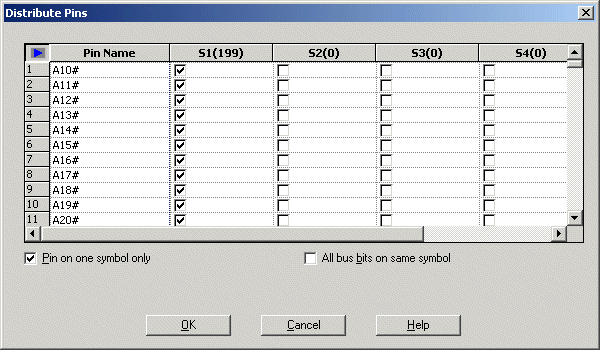 Distribute Pins
Pin Name S1(199) S2(0) S3(0) S4(0)
1 A10#
2 A11#
3 A12#
4 A13#
5 A14#
6 A15#
7 A16#
8 A17#
9 A18#
10 A19#
11 A20#
Pin on one symbol only All bus bits on same symbol
OK Cancel Help